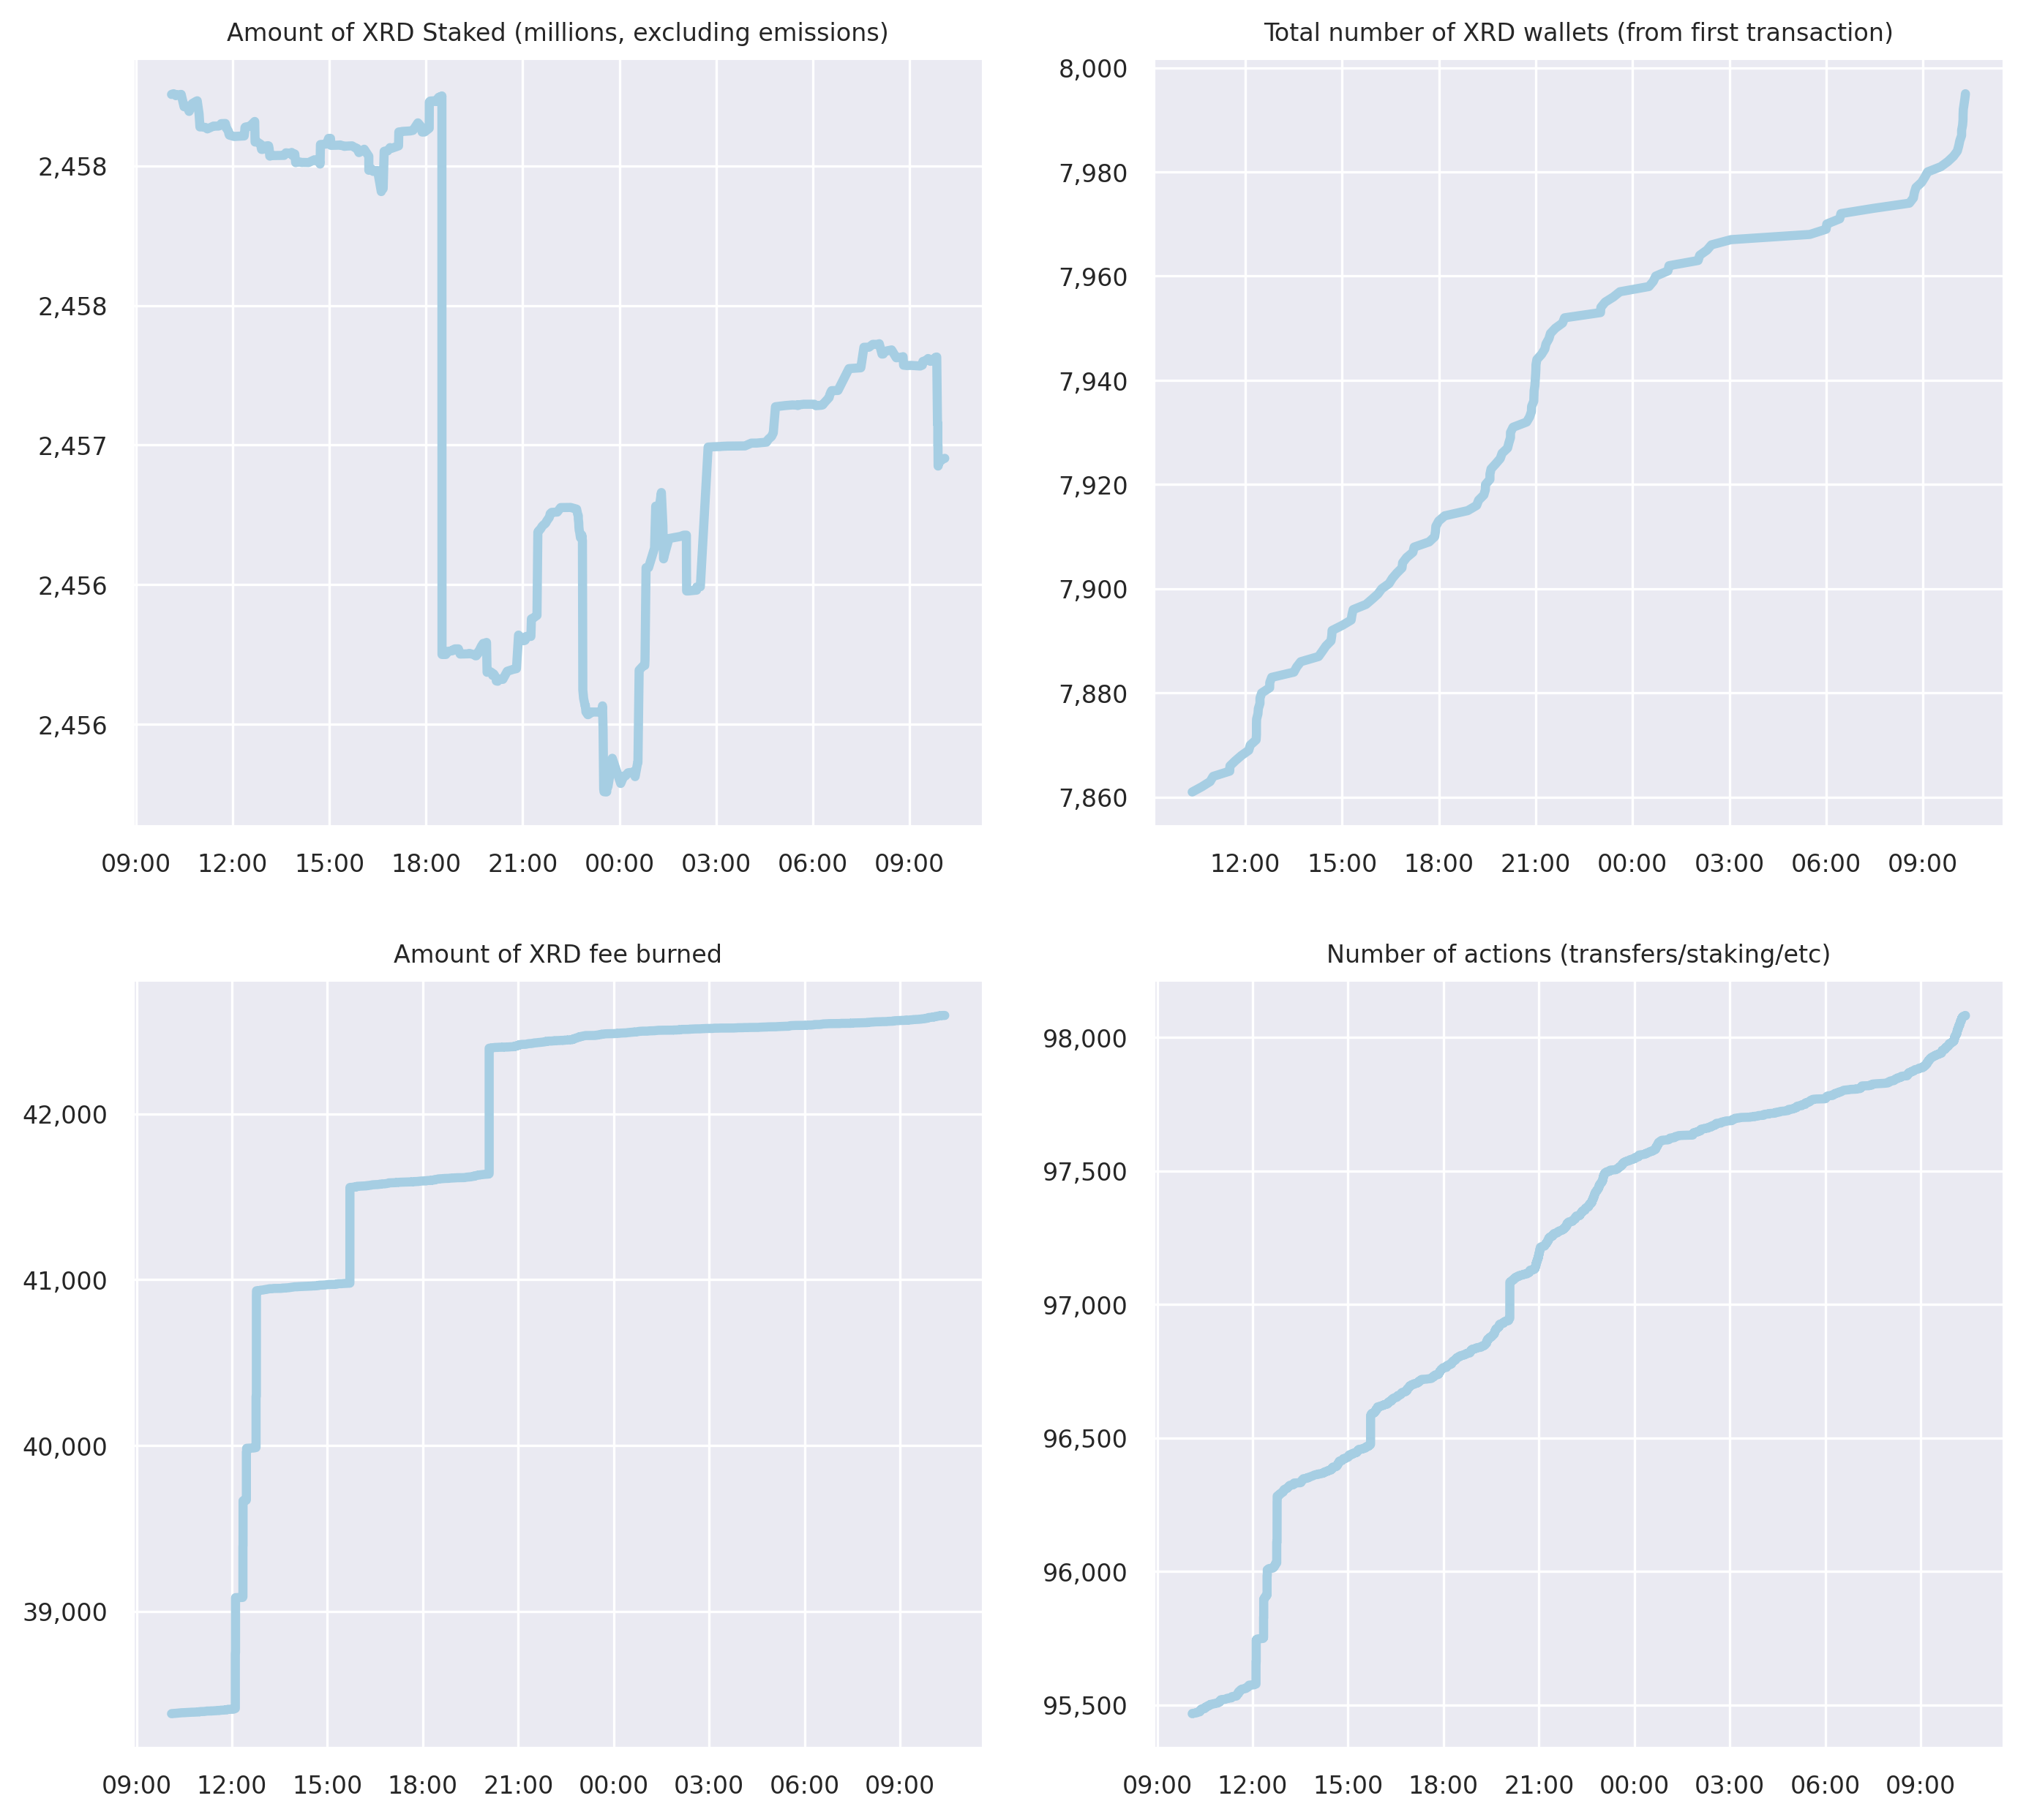 Amount of XRD Staked (millions, excluding emissions)
2,458
2,458
2,457
2,456
2,456
09:00 12:00 15:00 18:00 21:00 00:00 03:00 06:00 09:00
Total number of XRD wallets (from first transaction)
8,000
7,980
7,960
7,940
7,920
7,900
7,880
7,860
12:00 15:00 18:00 21:00 00:00 03:00 06:00 09:00
Amount of XRD fee burned
42,000
41,000
40,000
39,000
09:00 12:00 15:00 18:00 21:00 00:00 03:00 06:00 09:00
Number of actions (transfers/staking/etc)
98,000
97,500
97,000
96,500
96,000
95,500
09:00 12:00 15:00 18:00 21:00 00:00 03:00 06:00 09:00